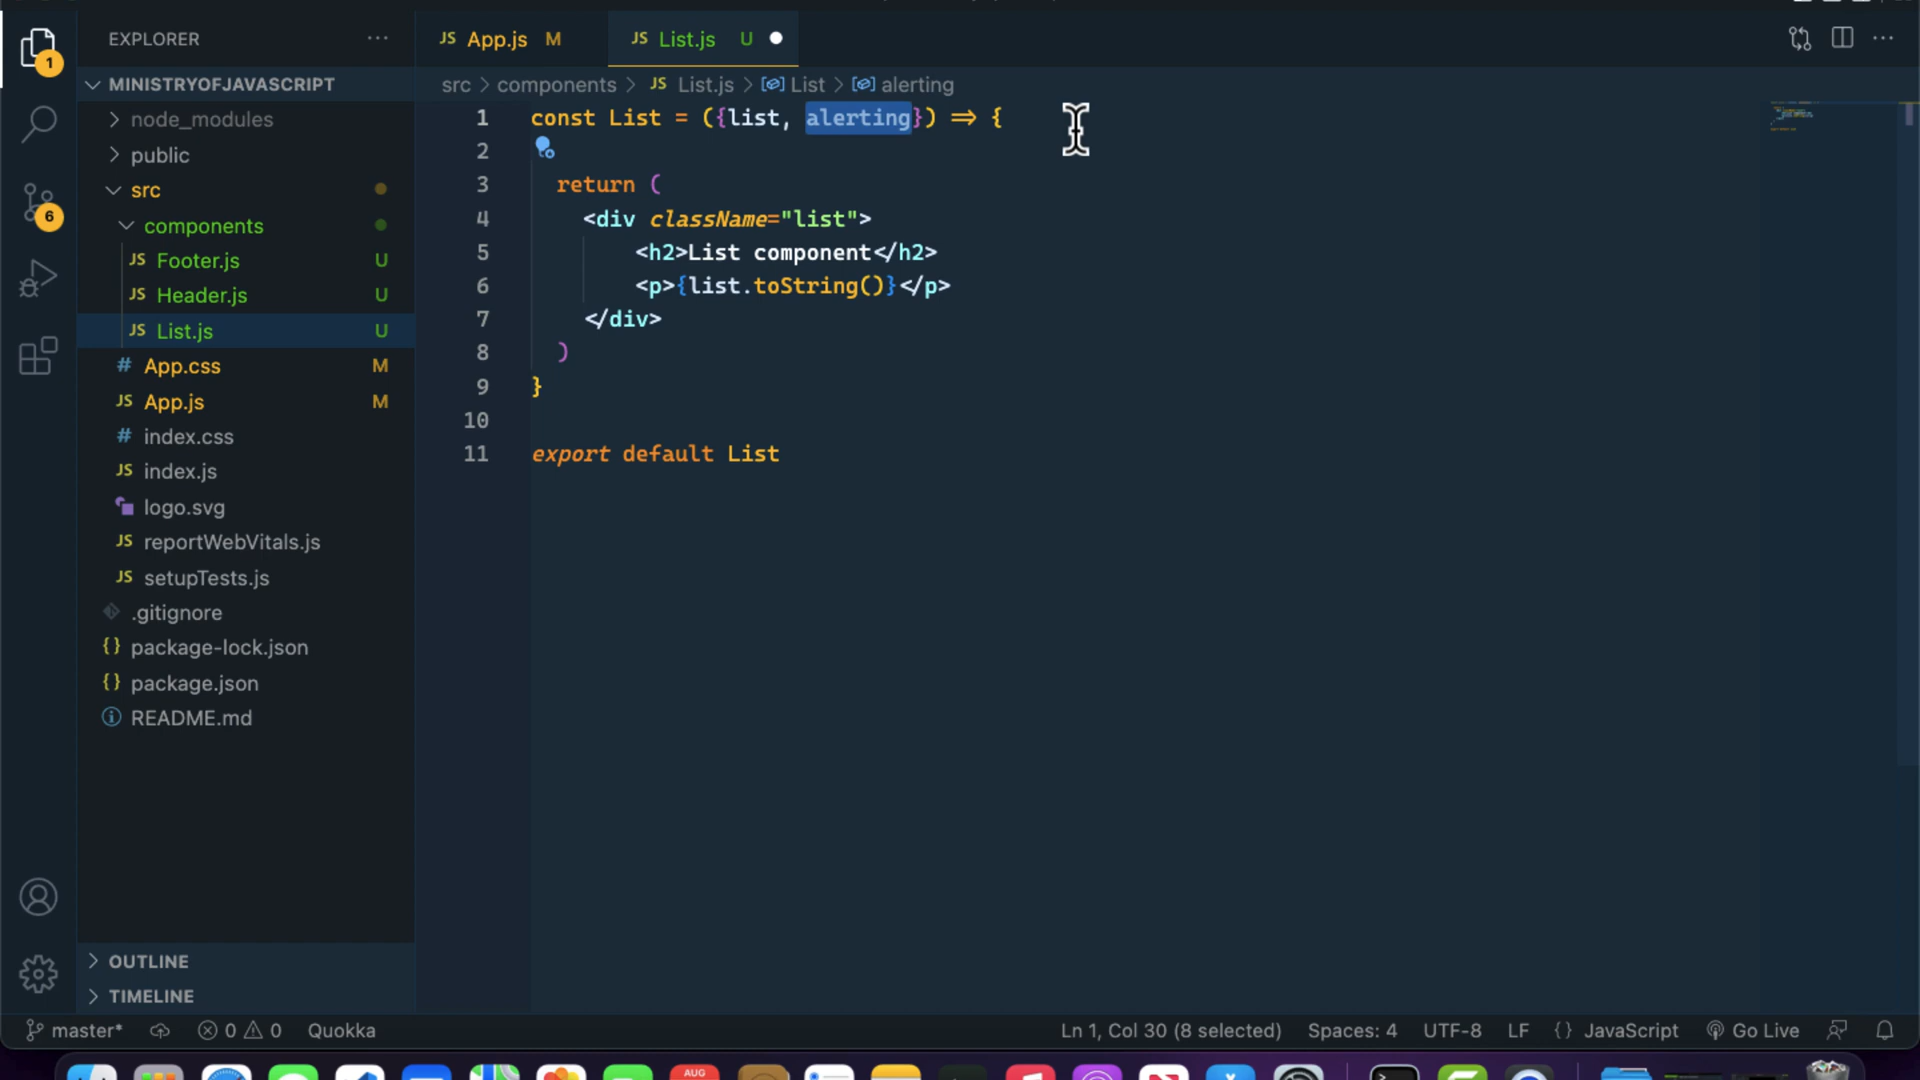 EXPLORER
1
MINISTRYOFJAVASCRIPT
node_modules
public
src
6
components
JS Footer.js U
JS Header.js U
JS List.js U
# App.css M
JS App.js M
# index.css
JS index.js
logo.svg
JS reportWebVitals.js
JS setupTests.js
.gitignore
{} package-lock.json
{} package.json
README.md
OUTLINE
TIMELINE
JS App.js M
JS List.js U
src > components > JS List.js > List > alerting
1 const List = ({list, alerting}) => {
2
3 return (
4 <div className="list">
5 <h2>List component</h2>
6 <p>{list.toString()}</p>
7 </div>
8 )
9 }
10
11 export default List
master* 0 0 Quokka Ln 1, Col 30 (8 selected) Spaces: 4 UTF-8 LF {} JavaScript Go Live
AUG